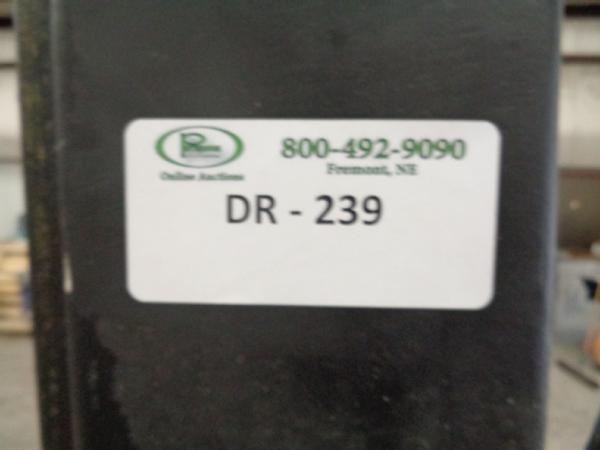 800-492-9090
Fremont, NE
Online Auctions
DR - 239